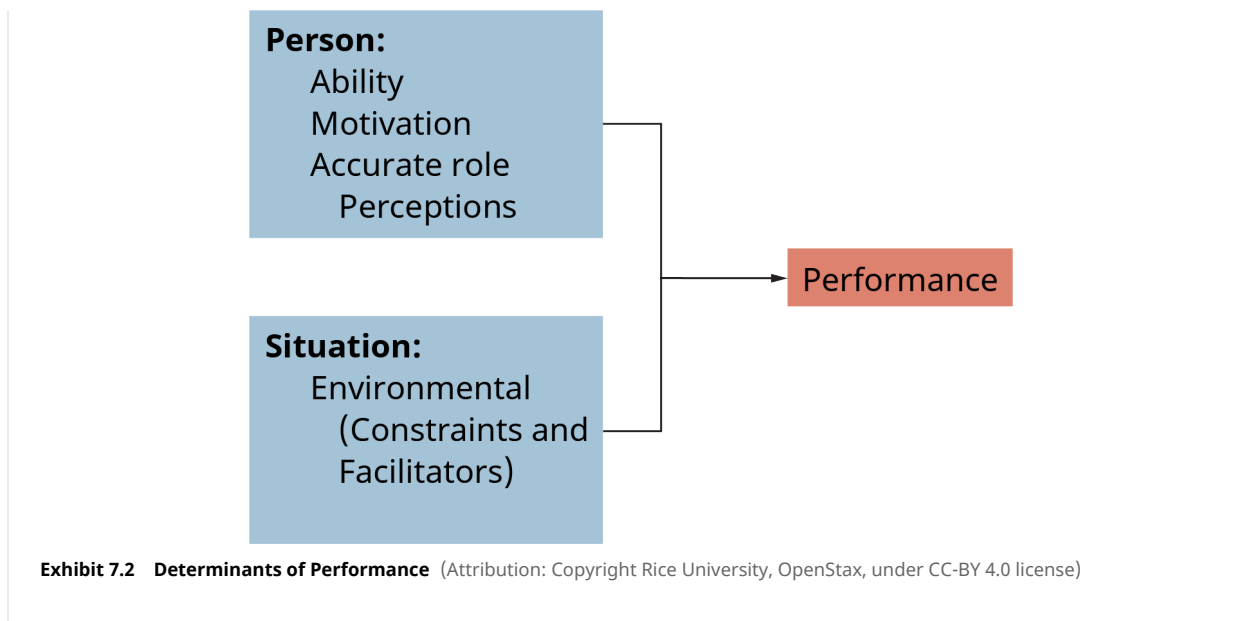 Person:
Ability
Motivation
Accurate role
Perceptions
Performance
Situation:
Environmental
(Constraints and
Facilitators)
Exhibit 7.2 Determinants of Performance (Attribution: Copyright Rice University, OpenStax, under CC-BY 4.0 license)